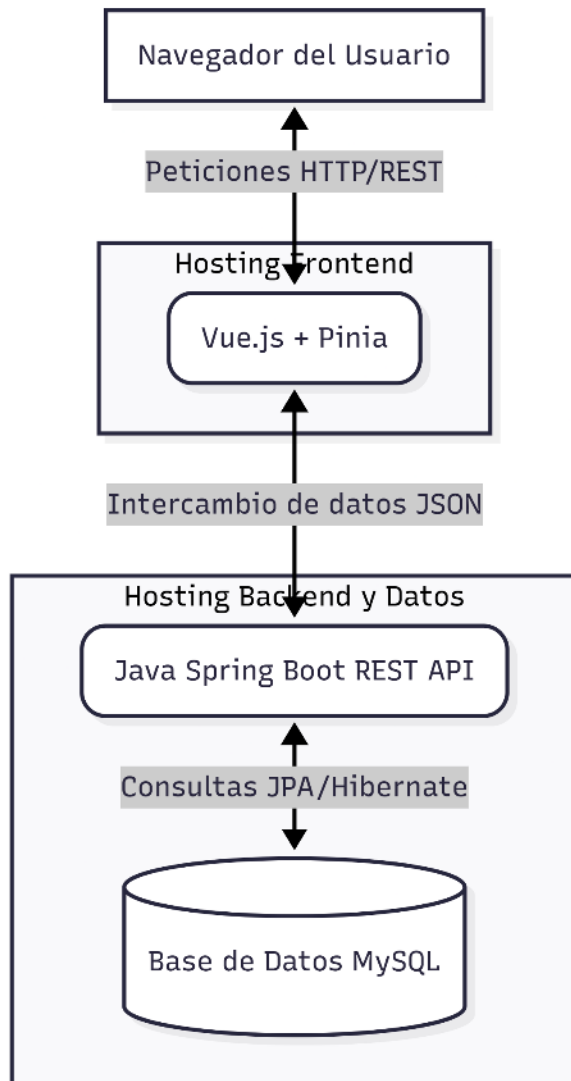 Navegador del Usuario
Peticiones HTTP/REST
Hosting Frontend
Vue.js + Pinia
Intercambio de datos JSON
Hosting Backend y Datos
Java Spring Boot REST API
Consultas JPA/Hibernate
Base de Datos MySQL